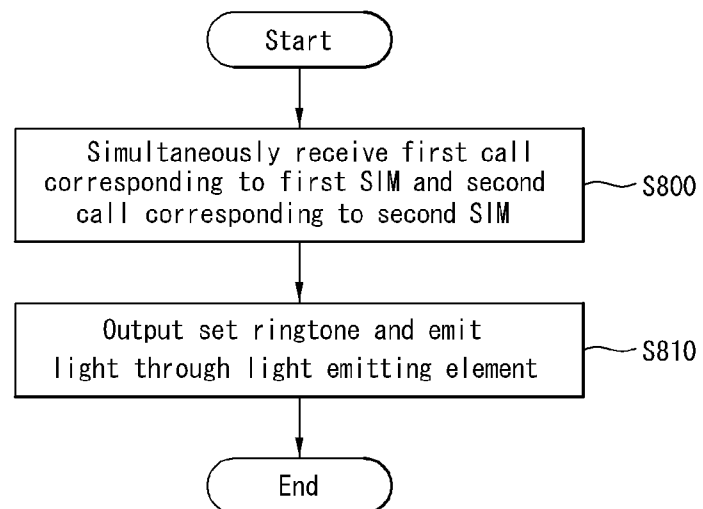 Start
Simultaneously receive first call
corresponding to first SIM and second
call corresponding to second SIM
S800
Output set ringtone and emit
light through light emitting element
S810
End